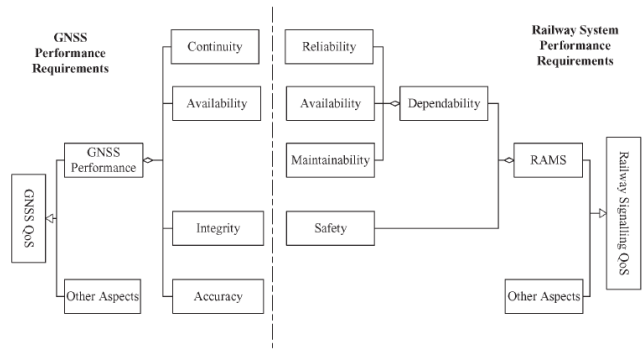 GNSS
Performance
Requirements
Continuity
Availability
GNSS
Performance
GNSS QoS
Integrity
Other Aspects
Accuracy
Railway System
Performance
Requirements
Reliability
Availability
Dependability
Maintainability
RAMS
Railway Signalling QoS
Safety
Other Aspects